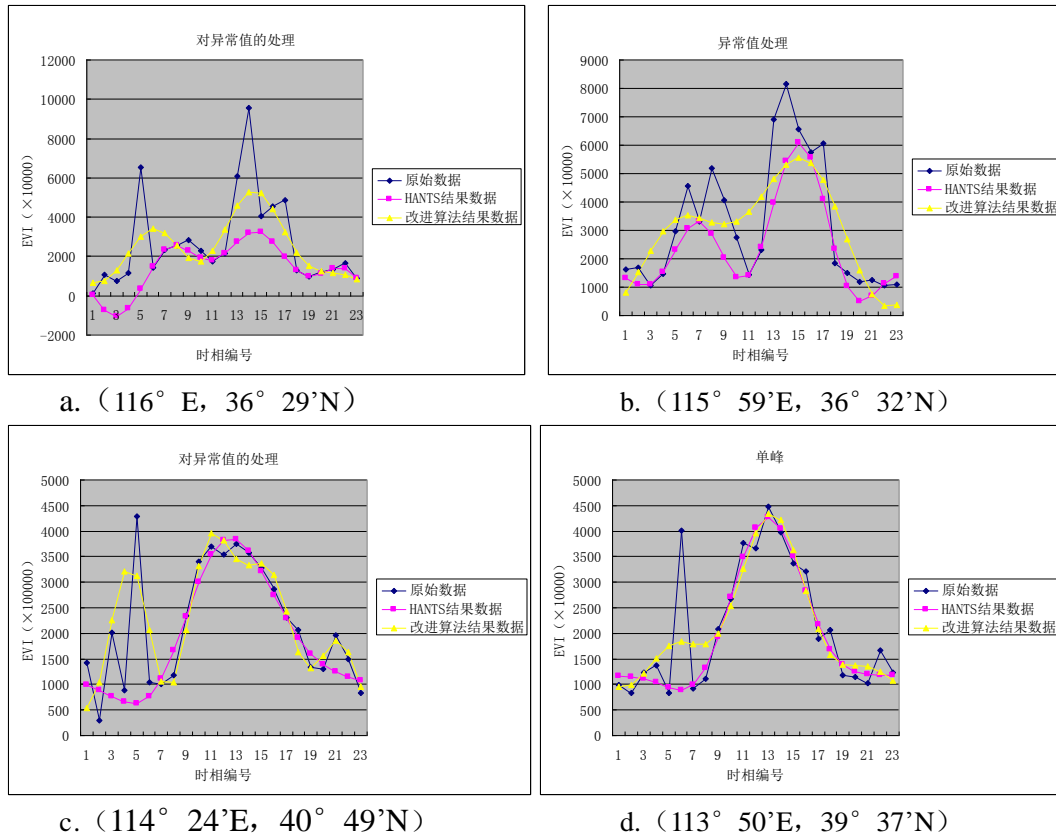 对异常值的处理
EVI（×10000）
12000
10000
8000
6000
4000
2000
0
-2000
1 3 5 7 9 11 13 15 17 19 21 23
时相编号
原始数据
HANTS结果数据
改进算法结果数据
a.（116° E，36° 29’N）
异常值处理
EVI（×10000）
9000
8000
7000
6000
5000
4000
3000
2000
1000
0
1 3 5 7 9 11 13 15 17 19 21 23
时相编号
原始数据
HANTS结果数据
改进算法结果数据
b.（115° 59’E，36° 32’N）
对异常值的处理
EVI（×100000）
5000
4500
4000
3500
3000
2500
2000
1500
1000
500
0
1 3 5 7 9 11 13 15 17 19 21 23
时相编号
原始数据
HANTS结果数据
改进算法结果数据
c.（114° 24’E，40° 49’N）
单峰
EVI（×10000）
5000
4500
4000
3500
3000
2500
2000
1500
1000
500
0
1 3 5 7 9 11 13 15 17 19 21 23
时相编号
原始数据
HANTS结果数据
改进算法结果数据
d.（113° 50’E，39° 37’N）